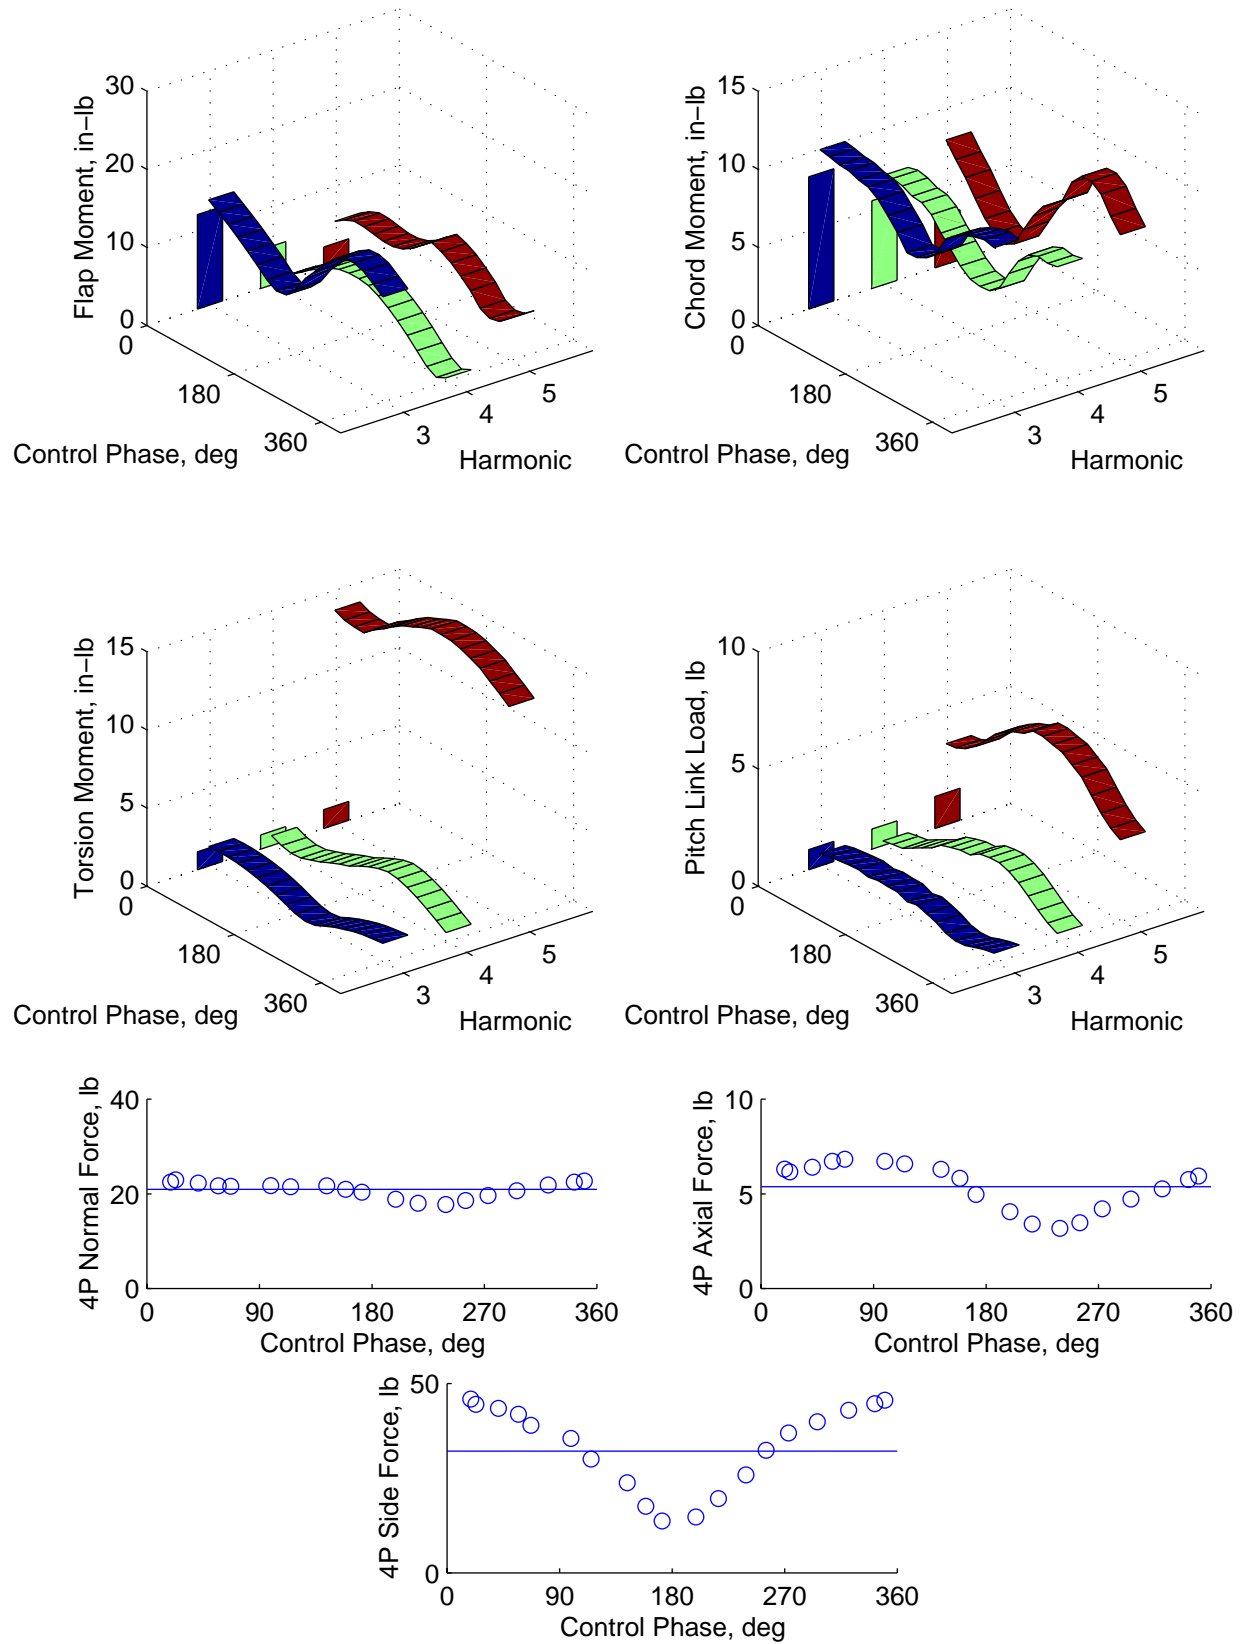 Flap Moment, in−lb
30
20
10
0
0
180
360
Control Phase, deg
3
4
5
Harmonic
Chord Moment, in−lb
15
10
5
0
0
180
360
Control Phase, deg
3
4
5
Harmonic
Torsion Moment, in−lb
15
10
5
0
0
180
360
Control Phase, deg
3
4
5
Harmonic
Pitch Link Load, lb
10
5
0
0
180
360
Control Phase, deg
3
4
5
Harmonic
4P Normal Force, lb
40
20
0
0 90 180 270 360
Control Phase, deg
4P Axial Force, lb
10
5
0
0 90 180 270 360
Control Phase, deg
4P Side Force, lb
50
0
0 90 180 270 360
Control Phase, deg